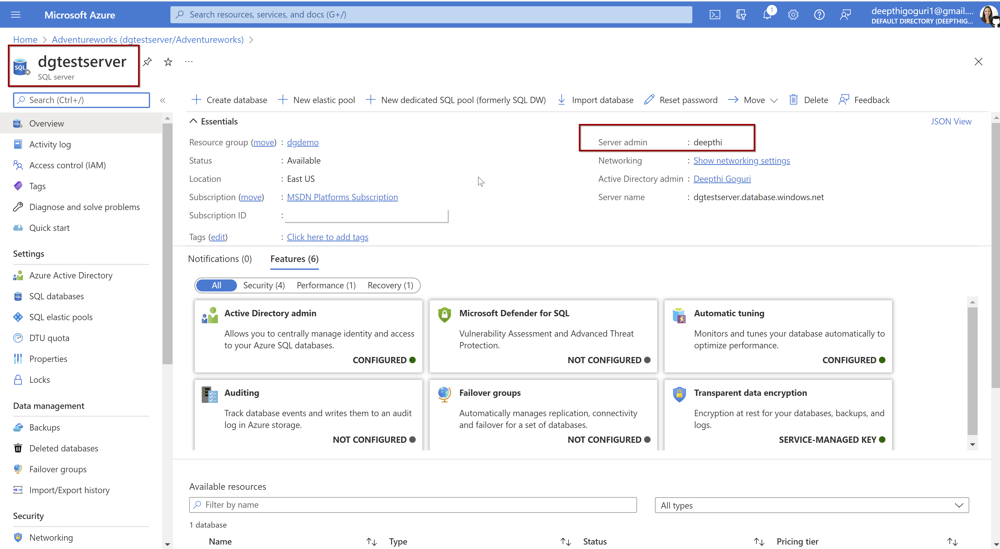 Microsoft Azure
Search resources, services, and docs (G+/)
1
deepthigoguri1@gmail....
DEFAULT DIRECTORY (DEEPTHIG...
Home > Adventureworks (dgtestserver/Adventureworks) >
SQL
dgtestserver
...
SQL server
Search (Ctrl+/)
«
Create database
New elastic pool
New dedicated SQL pool (formerly SQL DW)
Import database
Reset password
Move
Delete
Feedback
Overview
Activity log
Access control (IAM)
Tags
Diagnose and solve problems
Quick start
Settings
Azure Active Directory
SQL databases
SQL elastic pools
DTU quota
Properties
Locks
Data management
Backups
Deleted databases
Failover groups
Import/Export history
Security
Networking
Essentials
JSON View
Resource group (move) : dgdemo
Status : Available
Location : East US
Subscription (move) : MSDN Platforms Subscription
Subscription ID :
Tags (edit) : Click here to add tags
Server admin : deepthi
Networking : Show networking settings
Active Directory admin : Deepthi Goguri
Server name : dgtestserver.database.windows.net
Notifications (0)
Features (6)
All
Security (4)
Performance (1)
Recovery (1)
Active Directory admin
Allows you to centrally manage identity and access
to your Azure SQL databases.
CONFIGURED
Microsoft Defender for SQL
Vulnerability Assessment and Advanced Threat
Protection.
NOT CONFIGURED
Automatic tuning
Monitors and tunes your database automatically to
optimize performance.
CONFIGURED
Auditing
Track database events and writes them to an audit
log in Azure storage.
NOT CONFIGURED
Failover groups
Automatically manages replication, connectivity
and failover for a set of databases.
NOT CONFIGURED
Transparent data encryption
Encryption at rest for your databases, backups, and
logs.
SERVICE-MANAGED KEY
Available resources
Filter by name
All types
1 database
Name
Type
Status
Pricing tier